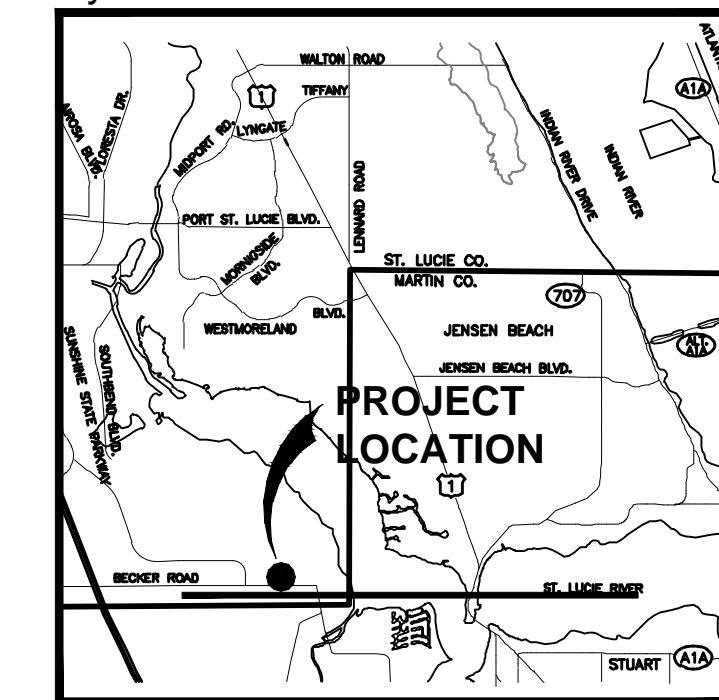 WALTON ROAD
ATLANTIC
1
TIFFANY
A1A
AIROSA BLVD.
FLORESTA DR.
MIDPORT RD.
LYNGATE
INDIAN RIVER DRIVE
INDIAN RIVER
LENNARD ROAD
PORT ST. LUCIE BLVD.
MORNIGSIDE
BLVD.
ST. LUCIE CO.
MARTIN CO.
707
BLVD.
WESTMORELAND
JENSEN BEACH
ALT.
A1A
SUNSHINE STATE PARKWAY
SOUTHBEND BLVD.
JENSEN BEACH BLVD.
PROJECT
LOCATION
1
BECKER ROAD
ST. LUCIE RIVER
STUART
A1A